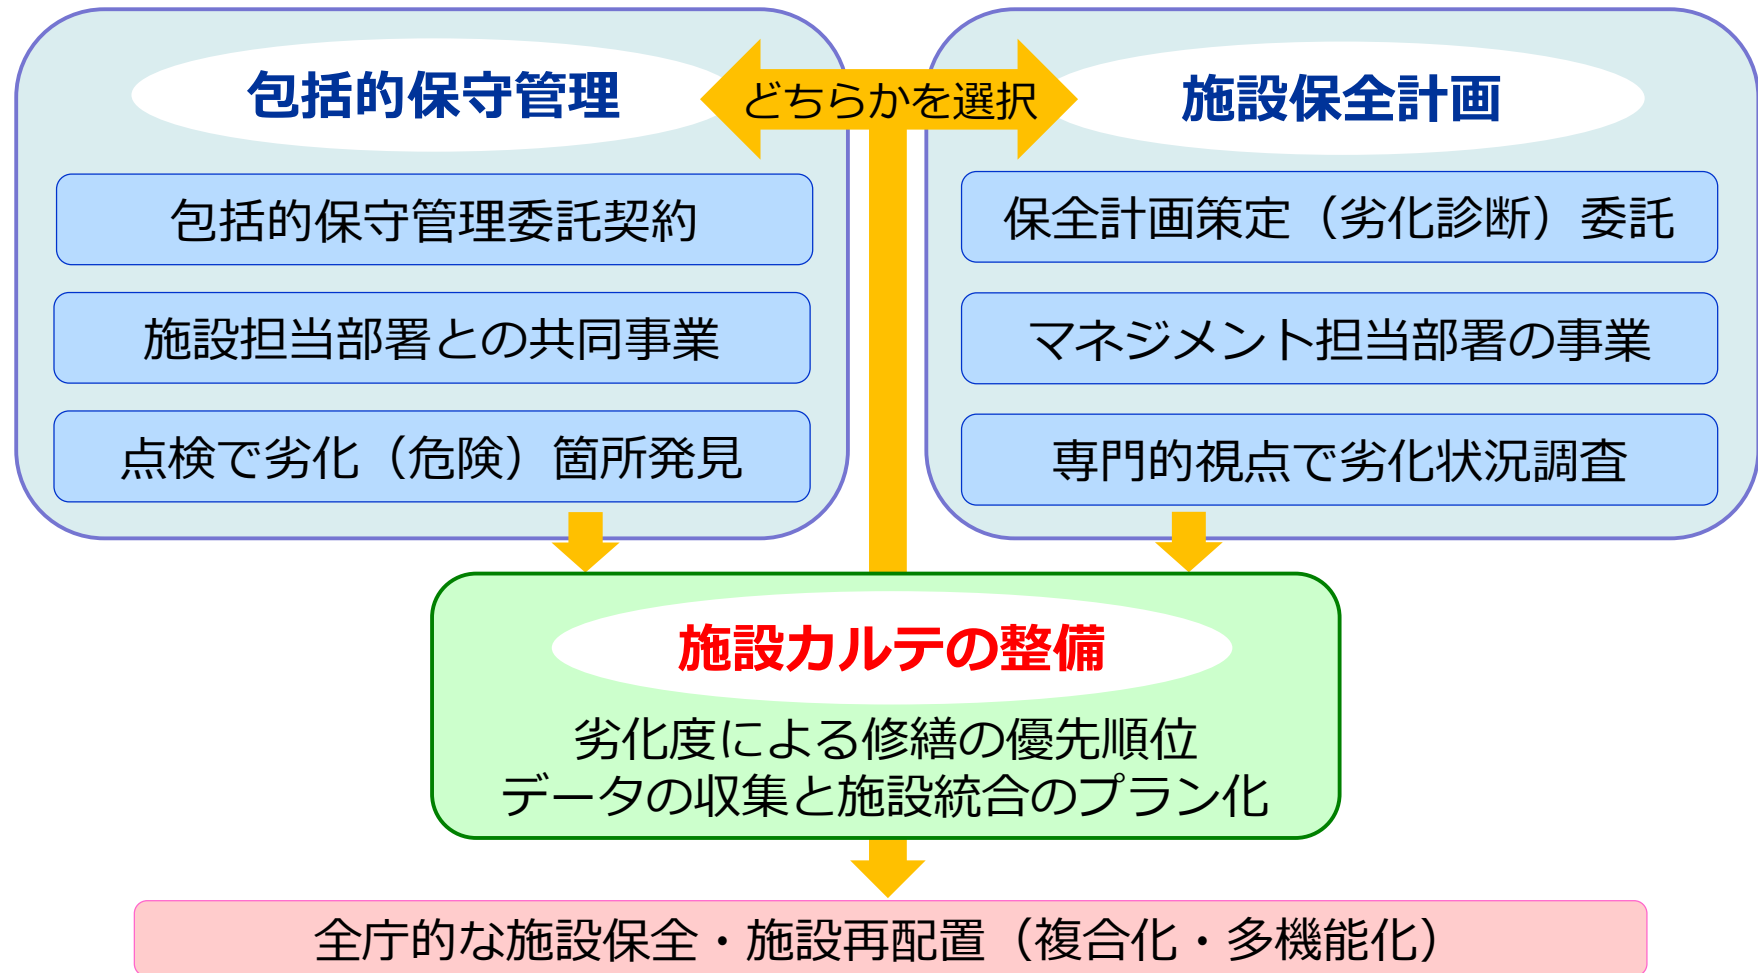 包括的保守管理
どちらかを選択
施設保全計画
包括的保守管理委託契約
施設担当部署との共同事業
点検で劣化（危険）箇所発見
保全計画策定（劣化診断）委託
マネジメント担当部署の事業
専門的視点で劣化状況調査
施設カルテの整備
劣化度による修繕の優先順位
データの収集と施設統合のプラン化
全庁的な施設保全・施設再配置（複合化・多機能化）